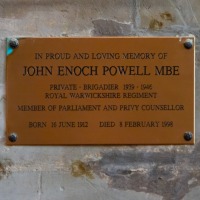 IN PROUD AND LOVING MEMORY OF
JOHN ENOCH POWELL MBE
PRIVATE - BRIGADIER 1939 - 1946
ROYAL WARWICKSHIRE REGIMENT
MEMBER OF PARLIAMENT AND PRIVY COUNSELLOR
BORN 16 JUNE 1912 DIED 8 FEBRUARY 1998